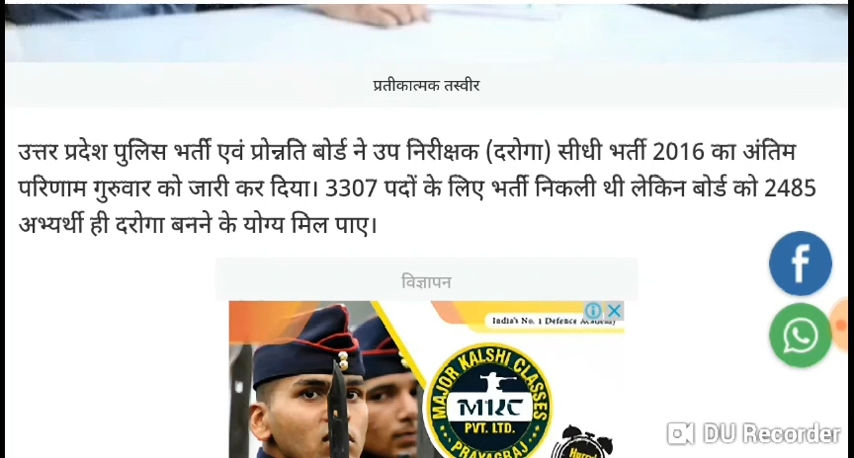 प्रतीकात्मक तस्वीर
उत्तर प्रदेश पुलिस भर्ती एवं प्रोन्नति बोर्ड ने उप निरीक्षक (दरोगा) सीधी भर्ती 2016 का अंतिम
परिणाम गुरुवार को जारी कर दिया। 3307 पदों के लिए भर्ती निकली थी लेकिन बोर्ड को 2485
अभ्यर्थी ही दरोगा बनने के योग्य मिल पाए।
विज्ञापन
India's No. 1 Defence Academy
MAJOR KALSHI CLASSES
MKC
PVT. LTD.
PRAYAGRAJ
DU Recorder